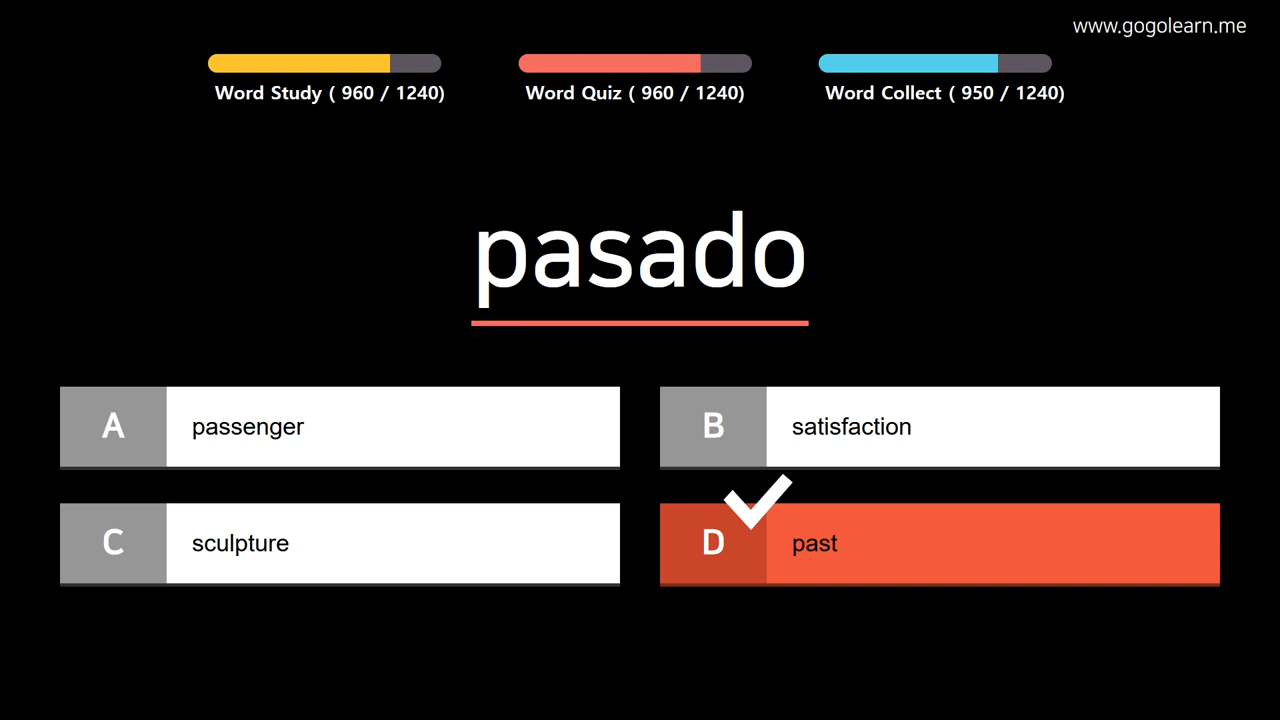 www.gogolearn.me
Word Study ( 960 / 1240)
Word Quiz ( 960 / 1240)
Word Collect ( 950 / 1240)
pasado
A passenger
B satisfaction
C sculpture
D past